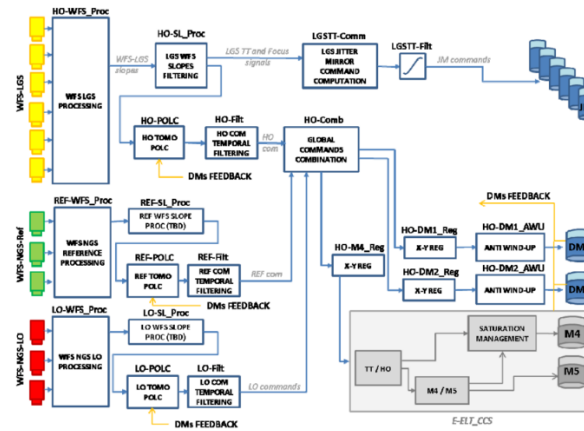 HO-WFS_Proc
WFS-LGS
WFS LGS
PROCESSING
WFS-LGS
slopes
HO-SL_Proc
LGS WFS
SLOPES
FILTERING
LGS TT and Focus
signals
LGSTT-Comm
LGS JITTER
MIRROR
COMMAND
COMPUTATION
LGSTT-Filt
JM commands
HO-POLC
HO TOMO
POLC
HO-Filt
HO COM
TEMPORAL
FILTERING
HO
com
HO-Comb
GLOBAL
COMMANDS
COMBINATION
DMs FEEDBACK
DMs FEEDBACK
REF-WFS_Proc
WFS-NGS-Ref
WFS NGS
REFERENCE
PROCESSING
REF-SL_Proc
REF WFS SLOPE
PROC (TBD)
REF-POLC
REF TOMO
POLC
REF-Filt
REF COM
TEMPORAL
FILTERING
REF com
DMs FEEDBACK
HO-M4_Reg
X-Y REG
HO-DM1_Reg
X-Y REG
HO-DM1_AWU
ANTI WIND-UP
DM
HO-DM2_Reg
X-Y REG
HO-DM2_AWU
ANTI WIND-UP
DM
LO-WFS_Proc
WFS-NGS-LO
WFS NGS LO
PROCESSING
LO-SL_Proc
LO WFS SLOPE
PROC (TBD)
LO-POLC
LO TOMO
POLC
LO-Filt
LO COM
TEMPORAL
FILTERING
LO commands
DMs FEEDBACK
SATURATION
MANAGEMENT
M4
TT / HO
M4 / M5
M5
E-ELT_CCS